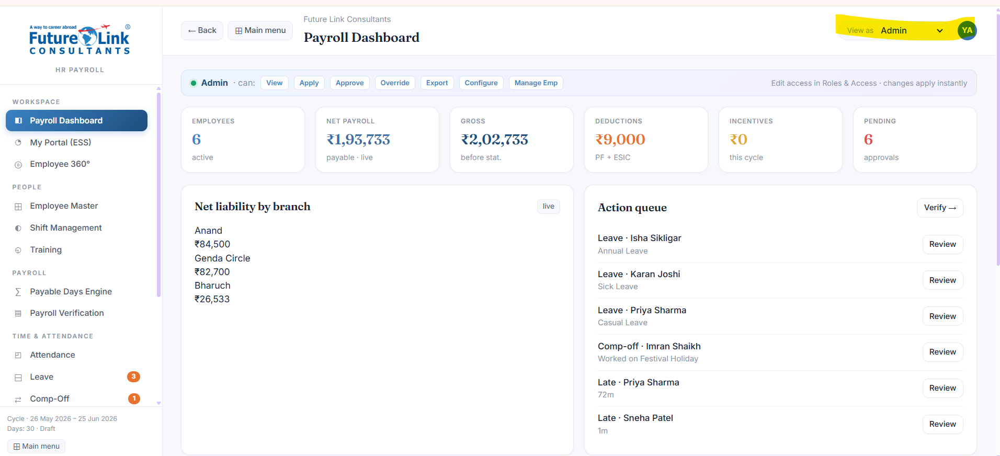 A way to career abroad
®
Future Link
CONSULTANTS
HR PAYROLL
WORKSPACE
Payroll Dashboard
My Portal (ESS)
Employee 360°
PEOPLE
Employee Master
Shift Management
Training
PAYROLL
Payable Days Engine
Payroll Verification
TIME & ATTENDANCE
Attendance
Leave 3
Comp-Off 1
Cycle · 26 May 2026 – 25 Jun 2026
Days: 30 · Draft
Main menu
← Back
Main menu
Future Link Consultants
Payroll Dashboard
View as Admin
YA
Admin · can: View Apply Approve Override Export Configure Manage Emp
Edit access in Roles & Access · changes apply instantly
EMPLOYEES
6
active
NET PAYROLL
₹1,93,733
payable · live
GROSS
₹2,02,733
before stat.
DEDUCTIONS
₹9,000
PF + ESIC
INCENTIVES
₹0
this cycle
PENDING
6
approvals
Net liability by branch
live
Anand
₹84,500
Genda Circle
₹82,700
Bharuch
₹26,533
Action queue
Verify →
Leave · Isha Sikligar
Annual Leave
Review
Leave · Karan Joshi
Sick Leave
Review
Leave · Priya Sharma
Casual Leave
Review
Comp-off · Imran Shaikh
Worked on Festival Holiday
Review
Late · Priya Sharma
72m
Review
Late · Sneha Patel
1m
Review